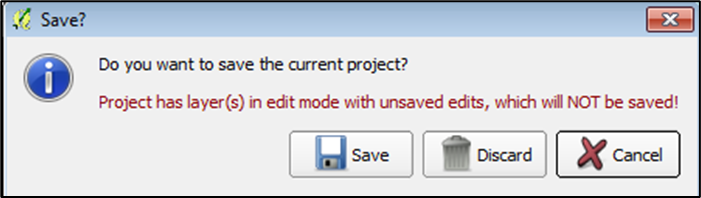 Save?
Do you want to save the current project?
Project has layer(s) in edit mode with unsaved edits, which will NOT be saved!
Save Discard Cancel